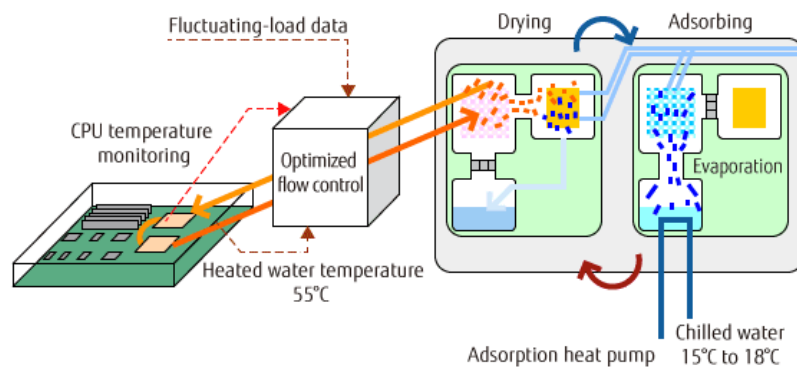 Fluctuating-load data
Drying
Adsorbing
CPU temperature
monitoring
Optimized
flow control
Evaporation
Heated water temperature
55°C
Adsorption heat pump
Chilled water
15°C to 18°C